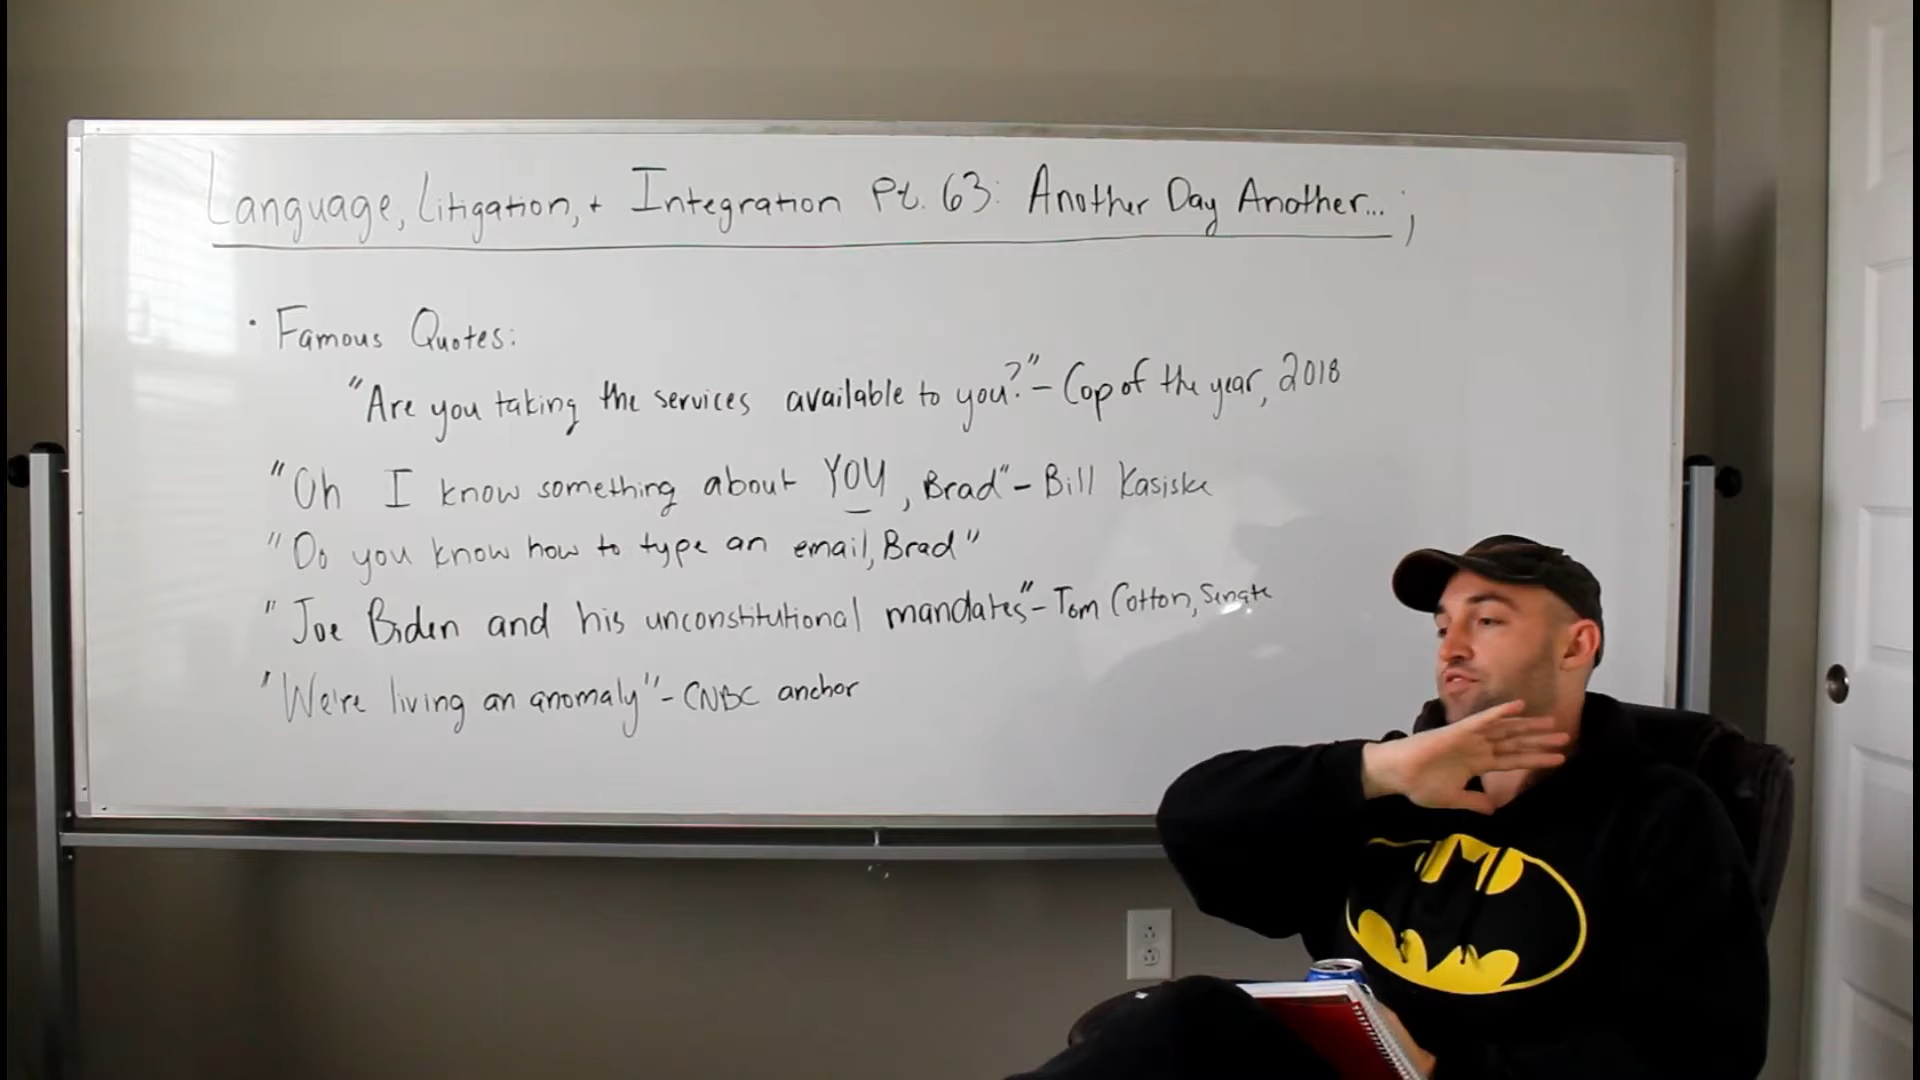 Language, Litigation, + Integration Pt. 63: Another Day Another... ;
· Famous Quotes:
"Are you taking the services available to you?" - Cop of the year, 2018
"Oh I know something about YOU, Brad" - Bill Kasiske
"Do you know how to type an email, Brad"
"Joe Biden and his unconstitutional mandates" - Tom Cotton, Senate
"We're living an anomaly" - CNBC anchor